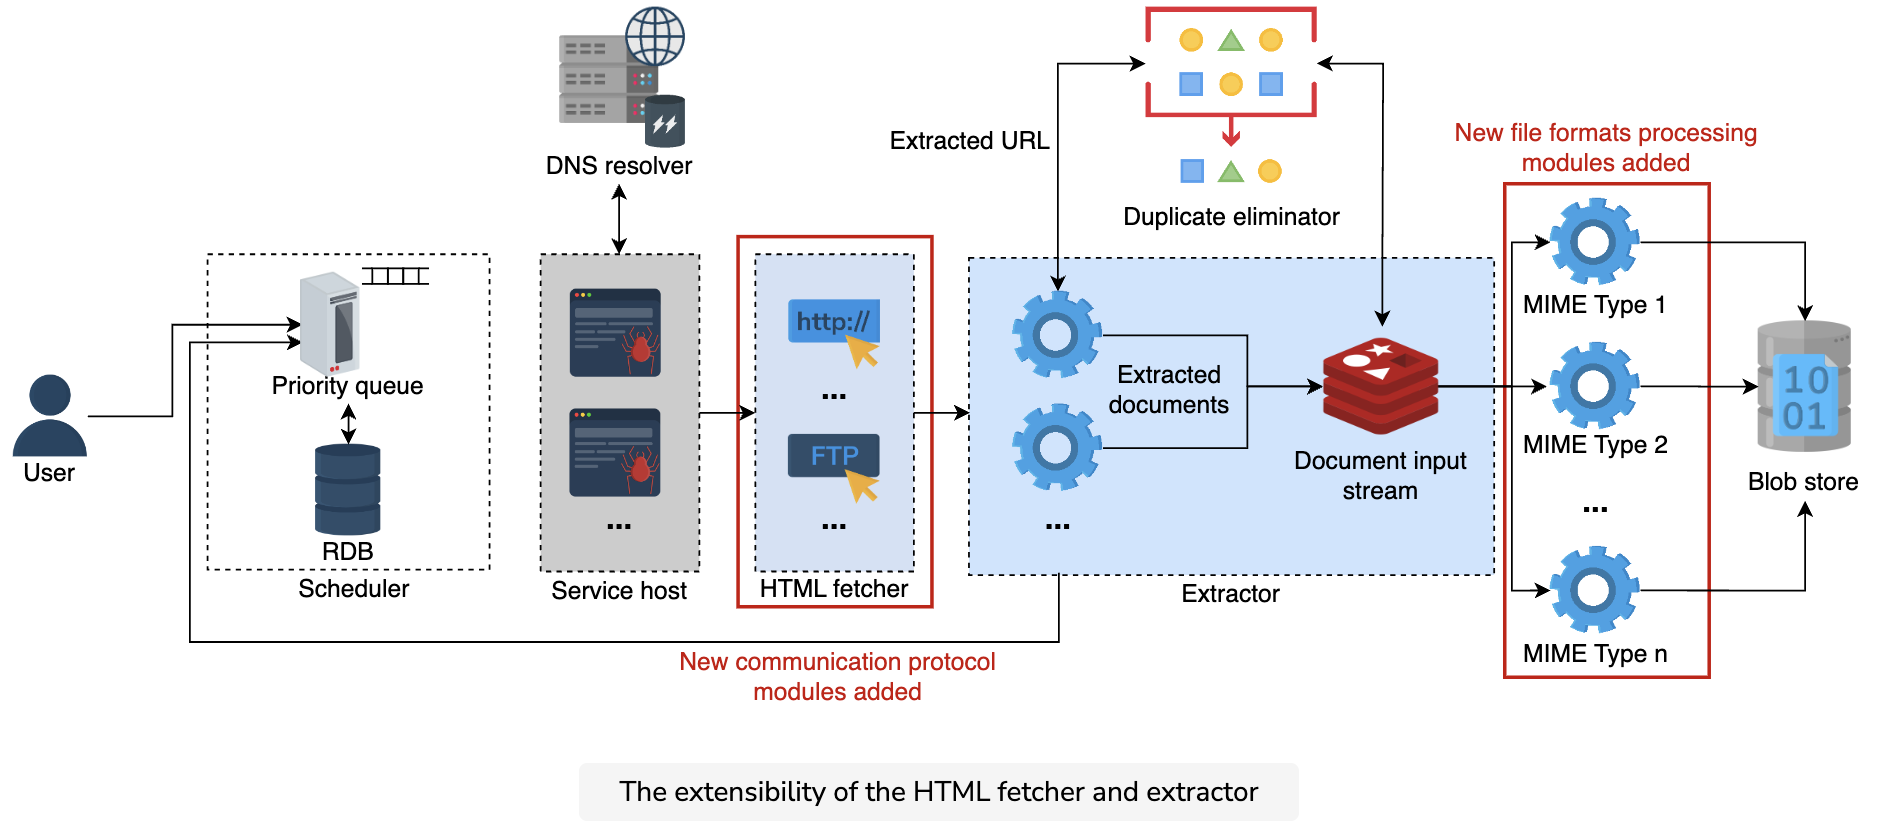 DNS resolver
Extracted URL
Duplicate eliminator
New file formats processing
modules added
Priority queue
RDB
Scheduler
User
Service host
http://
...
FTP
...
HTML fetcher
...
Extracted
documents
...
Document input
stream
Extractor
MIME Type 1
MIME Type 2
...
MIME Type n
10
01
Blob store
New communication protocol
modules added
The extensibility of the HTML fetcher and extractor